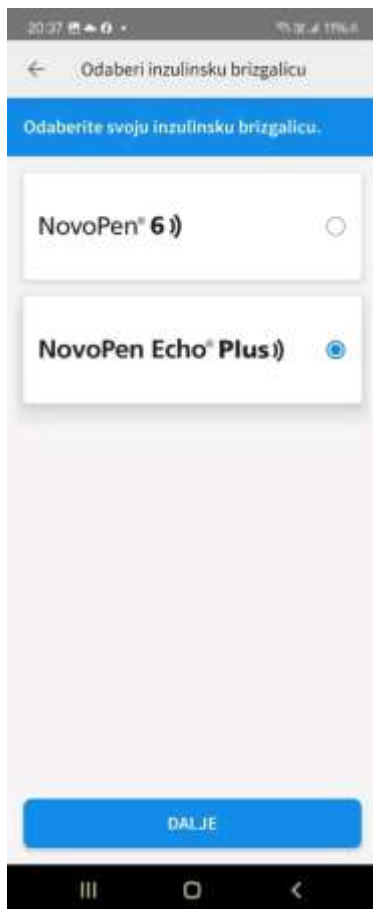 20:37
Odaberi inzulinsku brizgalicu
Odaberite svoju inzulinsku brizgalicu.
NovoPen® 6
NovoPen Echo® Plus
DALJE